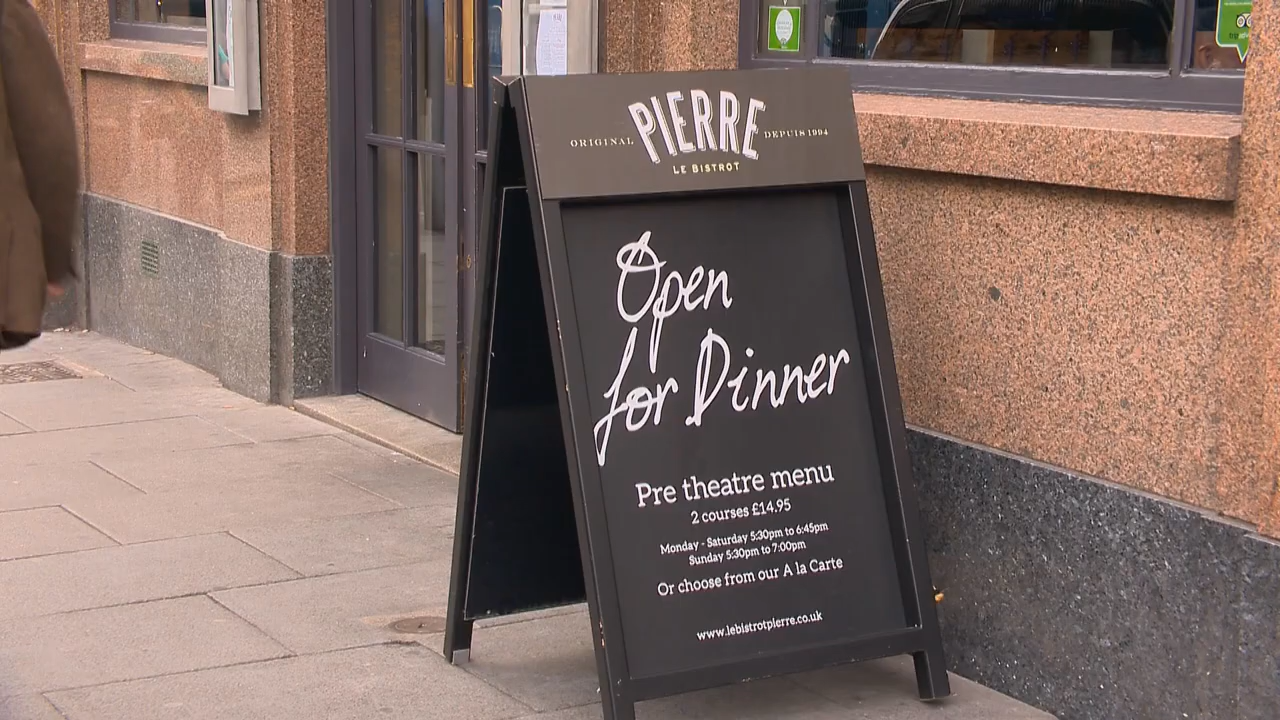 ORIGINAL PIERRE DEPUIS 1994
LE BISTROT
Open
for Dinner
Pre theatre menu
2 courses £14.95
Monday - Saturday 5:30pm to 6:45pm
Sunday 5:30pm to 7:00pm
Or choose from our A la Carte
www.lebistrotpierre.co.uk